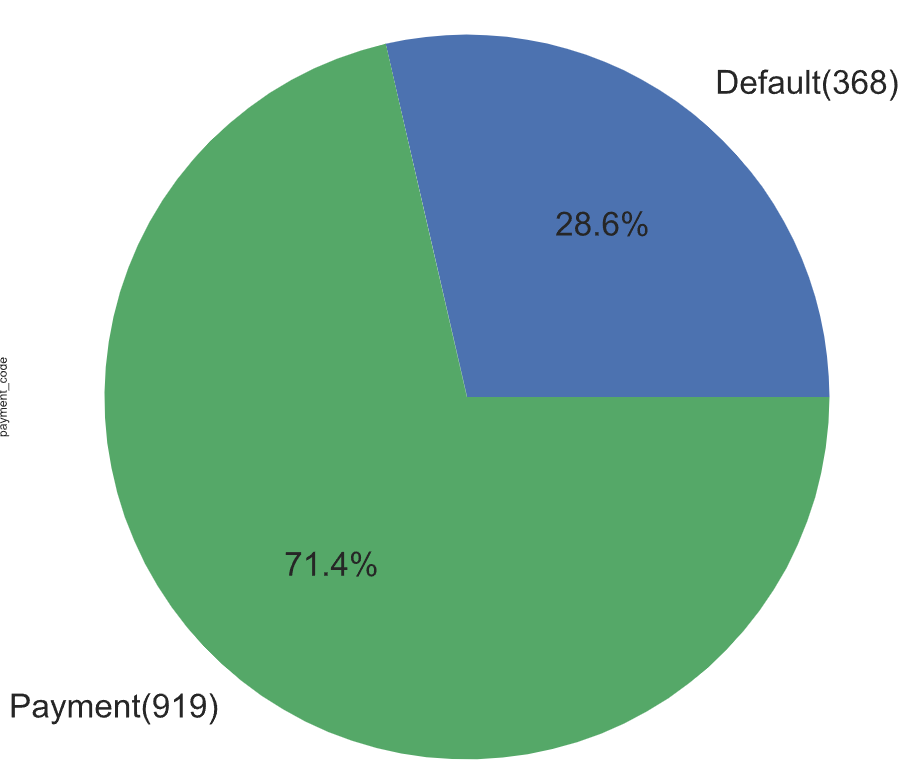 Default(368)
28.6%
payment_code
71.4%
Payment(919)